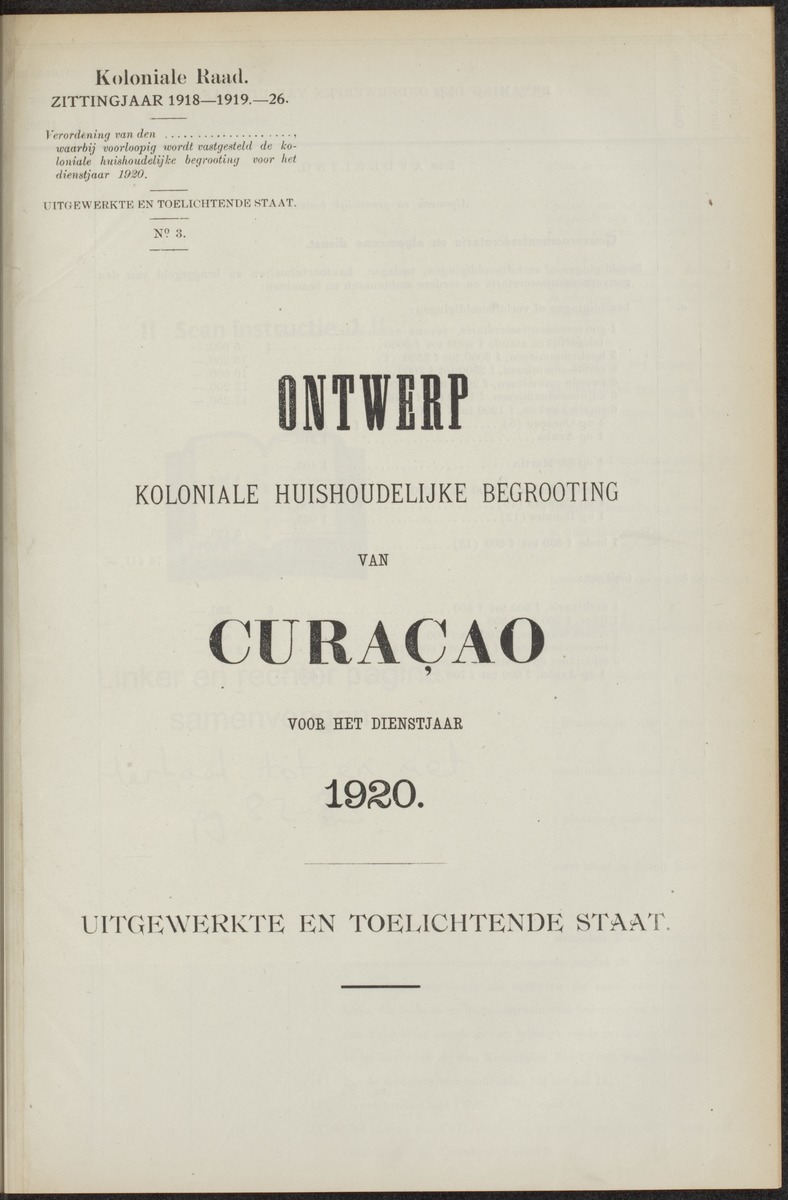 Koloniale Raad.
ZITTINGJAAR 1918—1919.—26.
Verordening van den ...................,
waarbij voorloopig wordt vastgesteld de ko-
loniale huishoudelijke begrooting voor het
dienstjaar 1920.
UITGEWERKTE EN TOELICHTENDE STAAT.
Nº 3.
ONTWERP
KOLONIALE HUISHOUDELIJKE BEGROOTING
VAN
CURAÇAO
VOOR HET DIENSTJAAR
1920.
UITGEWERKTE EN TOELICHTENDE STAAT.